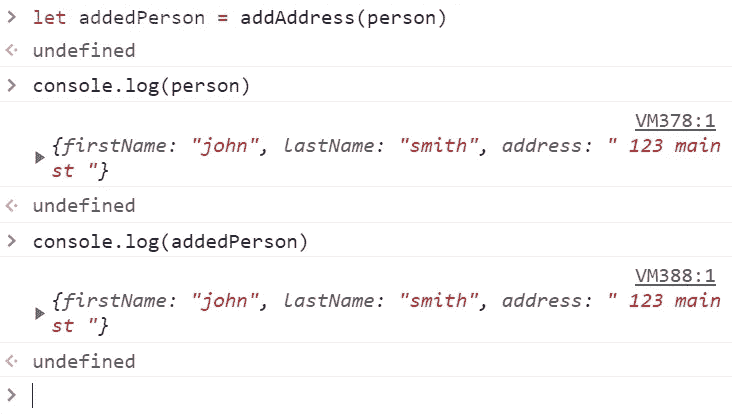 > let addedPerson = addAddress(person)
<· undefined
> console.log(person)
VM378:1
▶ {firstName: "john", lastName: "smith", address: " 123 main
st "}
<· undefined
> console.log(addedPerson)
VM388:1
▶ {firstName: "john", lastName: "smith", address: " 123 main
st "}
<· undefined
>